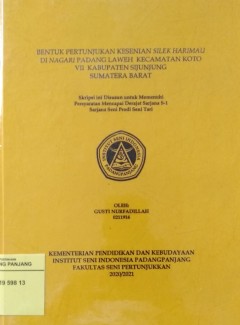 BENTUK PERTUNJUKAN KESENIAN SILEK HARIMAU
DI NAGARI PADANG LAWEH KECAMATAN KOTO
VII KABUPATEN SIJUNJUNG
SUMATERA BARAT
Skripsi ini Disusun untuk Memenuhi
Persyaratan Mencapai Derajat Sarjana S-1
Sarjana Seni Prodi Seni Tari
OLEH:
GUSTI NURFADILLAH
KEMENTERIAN PENDIDIKAN DAN KEBUDAYAAN
INSTITUT SENI INDONESIA PADANGPANJANG
FAKULTAS SENI PERTUNJUKKAN
2020/2021
NG PANJANG